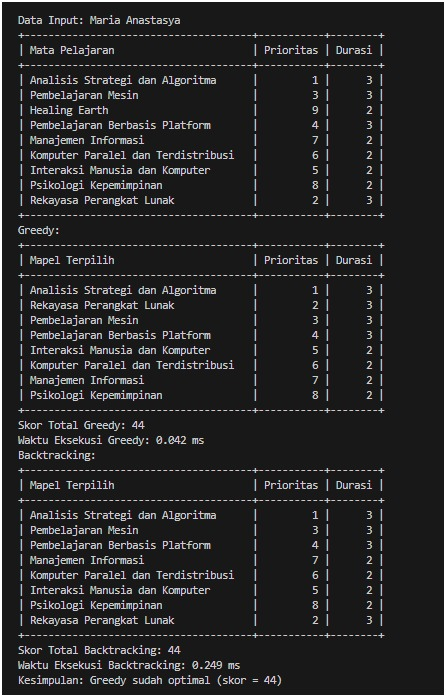 Data Input: Maria Anastasya
+-----------------------------------+-----------+--------+
| Mata Pelajaran                    | Prioritas | Durasi |
+-----------------------------------+-----------+--------+
| Analisis Strategi dan Algoritma   |         1 |      3 |
| Pembelajaran Mesin                |         3 |      3 |
| Healing Earth                     |         9 |      2 |
| Pembelajaran Berbasis Platform    |         4 |      3 |
| Manajemen Informasi               |         7 |      2 |
| Komputer Paralel dan Terdistribusi |         6 |      2 |
| Interaksi Manusia dan Komputer    |         5 |      2 |
| Psikologi Kepemimpinan            |         8 |      2 |
| Rekayasa Perangkat Lunak          |         2 |      3 |
+-----------------------------------+-----------+--------+
Greedy:
+-----------------------------------+-----------+--------+
| Mapel Terpilih                    | Prioritas | Durasi |
+-----------------------------------+-----------+--------+
| Analisis Strategi dan Algoritma   |         1 |      3 |
| Rekayasa Perangkat Lunak          |         2 |      3 |
| Pembelajaran Mesin                |         3 |      3 |
| Pembelajaran Berbasis Platform    |         4 |      3 |
| Interaksi Manusia dan Komputer    |         5 |      2 |
| Komputer Paralel dan Terdistribusi |         6 |      2 |
| Manajemen Informasi               |         7 |      2 |
| Psikologi Kepemimpinan            |         8 |      2 |
+-----------------------------------+-----------+--------+
Skor Total Greedy: 44
Waktu Eksekusi Greedy: 0.042 ms
Backtracking:
+-----------------------------------+-----------+--------+
| Mapel Terpilih                    | Prioritas | Durasi |
+-----------------------------------+-----------+--------+
| Analisis Strategi dan Algoritma   |         1 |      3 |
| Pembelajaran Mesin                |         3 |      3 |
| Pembelajaran Berbasis Platform    |         4 |      3 |
| Manajemen Informasi               |         7 |      2 |
| Komputer Paralel dan Terdistribusi |         6 |      2 |
| Interaksi Manusia dan Komputer    |         5 |      2 |
| Psikologi Kepemimpinan            |         8 |      2 |
| Rekayasa Perangkat Lunak          |         2 |      3 |
+-----------------------------------+-----------+--------+
Skor Total Backtracking: 44
Waktu Eksekusi Backtracking: 0.249 ms
Kesimpulan: Greedy sudah optimal (skor = 44)